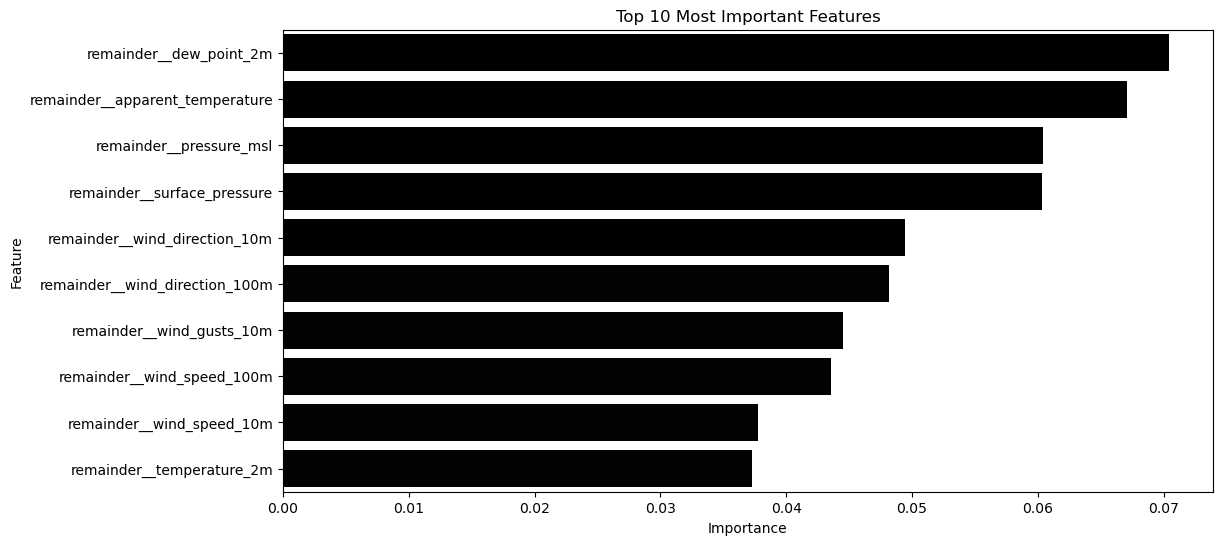 Top 10 Most Important Features
remainder__dew_point_2m
remainder__apparent_temperature
remainder__pressure_msl
remainder__surface_pressure
remainder__wind_direction_10m
remainder__wind_direction_100m
remainder__wind_gusts_10m
remainder__wind_speed_100m
remainder__wind_speed_10m
remainder__temperature_2m
Feature
0.00 0.01 0.02 0.03 0.04 0.05 0.06 0.07
Importance